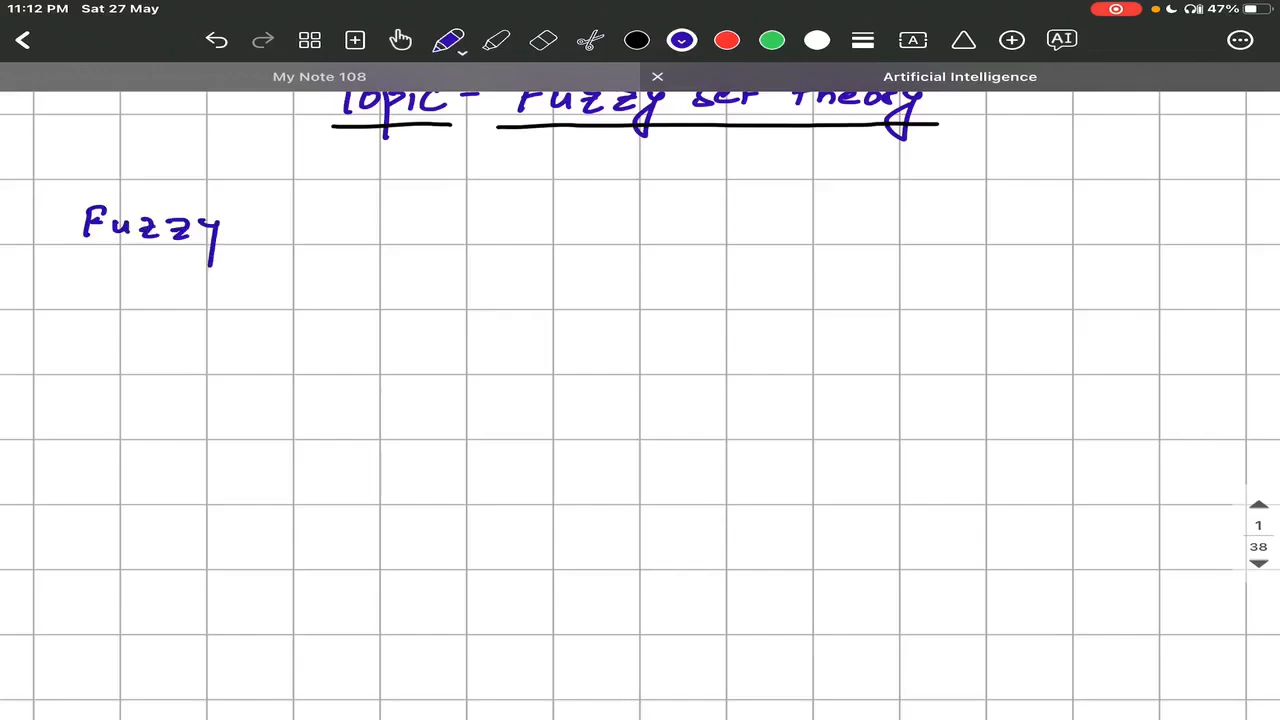 11:12 PM Sat 27 May 47%
A AI
My Note 108 Artificial Intelligence
Topic - Fuzzy set Theory
Fuzzy
1
38